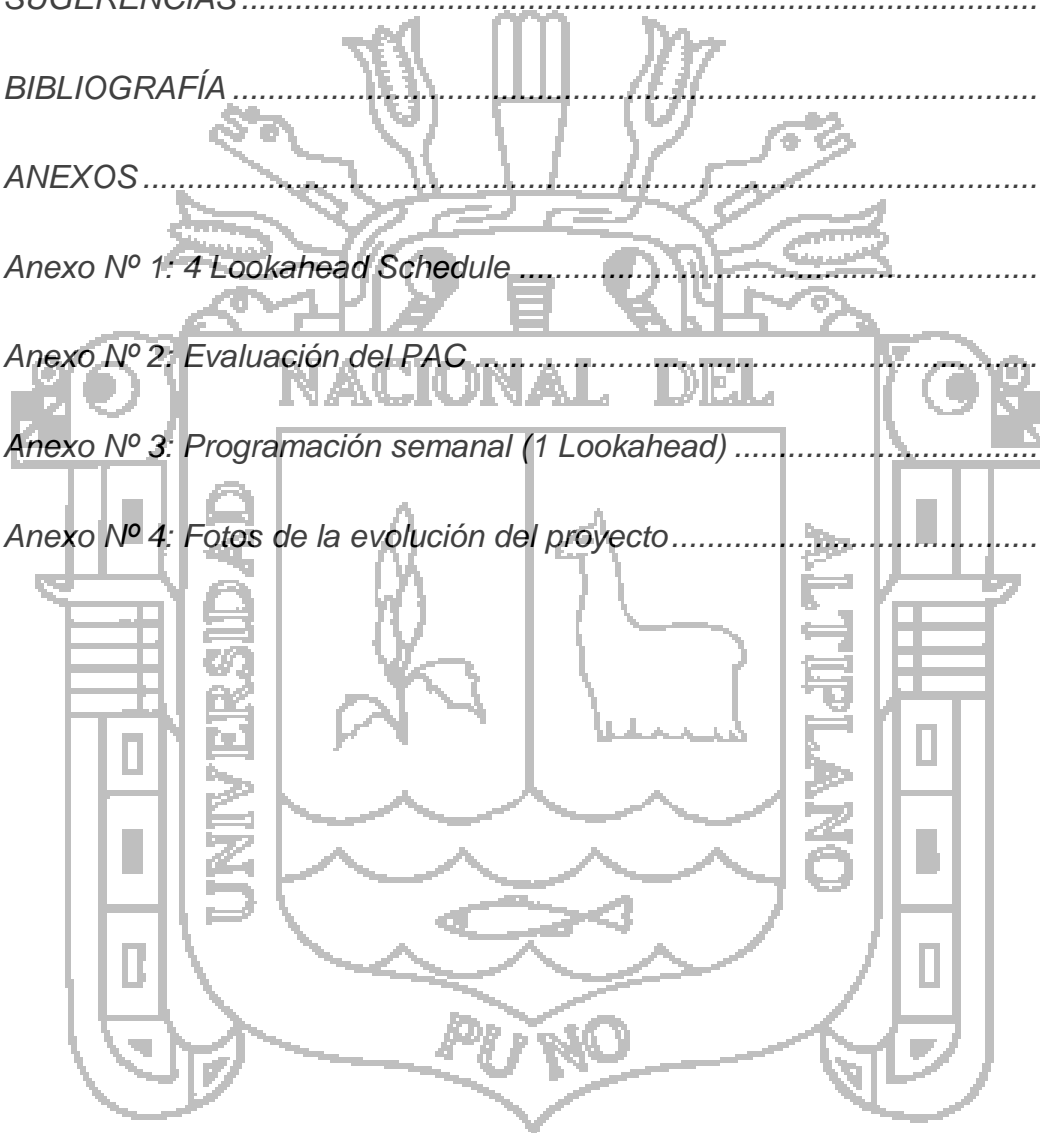 SUGERENCIAS ..........................................................................
BIBLIOGRAFÍA ..........................................................................
ANEXOS ..........................................................................
Anexo Nº 1: 4 Lookahead Schedule ..................................................
Anexo Nº 2: Evaluación del PAC ..................................................
Anexo Nº 3: Programación semanal (1 Lookahead) ..............................
Anexo Nº 4: Fotos de la evolución del proyecto ..............................
UNIVERSIDAD
NACIONAL DEL
ALTIPLANO
PUNO